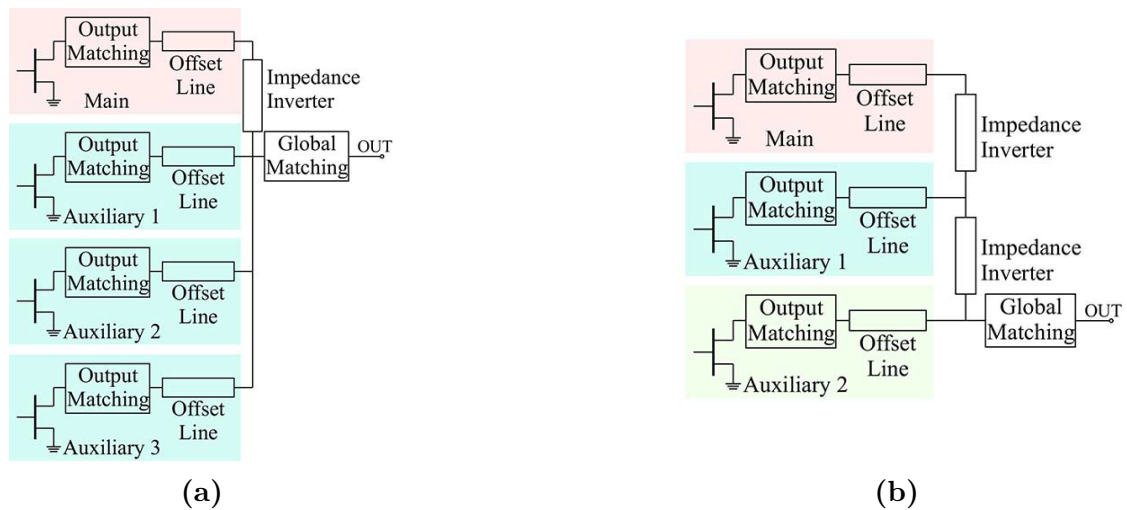 Output
Matching
Offset
Line
Main
Impedance
Inverter
Output
Matching
Offset
Line
Auxiliary 1
Global
Matching
OUT
Output
Matching
Offset
Line
Auxiliary 2
Output
Matching
Offset
Line
Auxiliary 3
(a)
Output
Matching
Offset
Line
Main
Impedance
Inverter
Output
Matching
Offset
Line
Auxiliary 1
Impedance
Inverter
Output
Matching
Offset
Line
Auxiliary 2
Global
Matching
OUT
(b)